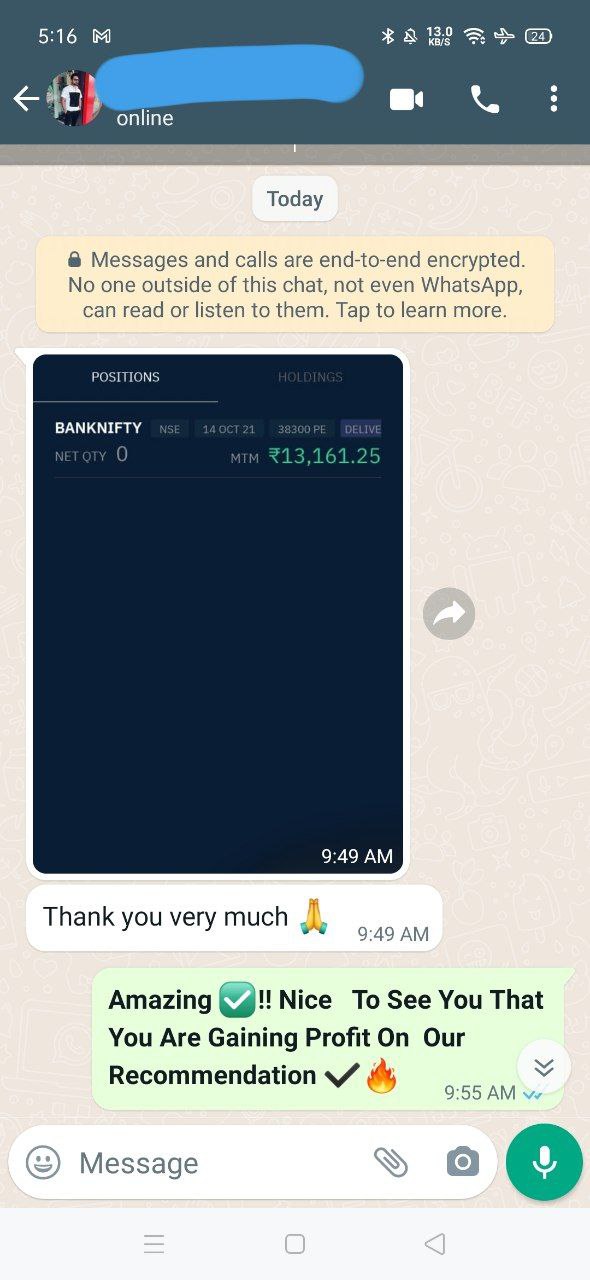 5:16 13.0 KB/S 24
online
Today
Messages and calls are end-to-end encrypted.
No one outside of this chat, not even WhatsApp,
can read or listen to them. Tap to learn more.
POSITIONS HOLDINGS
BANKNIFTY NSE 14 OCT 21 38300 PE DELIVE
NET QTY 0 MTM ₹13,161.25
9:49 AM
Thank you very much 🙏 9:49 AM
Amazing ✅!! Nice To See You That
You Are Gaining Profit On Our
Recommendation ✔️🔥
9:55 AM
Message